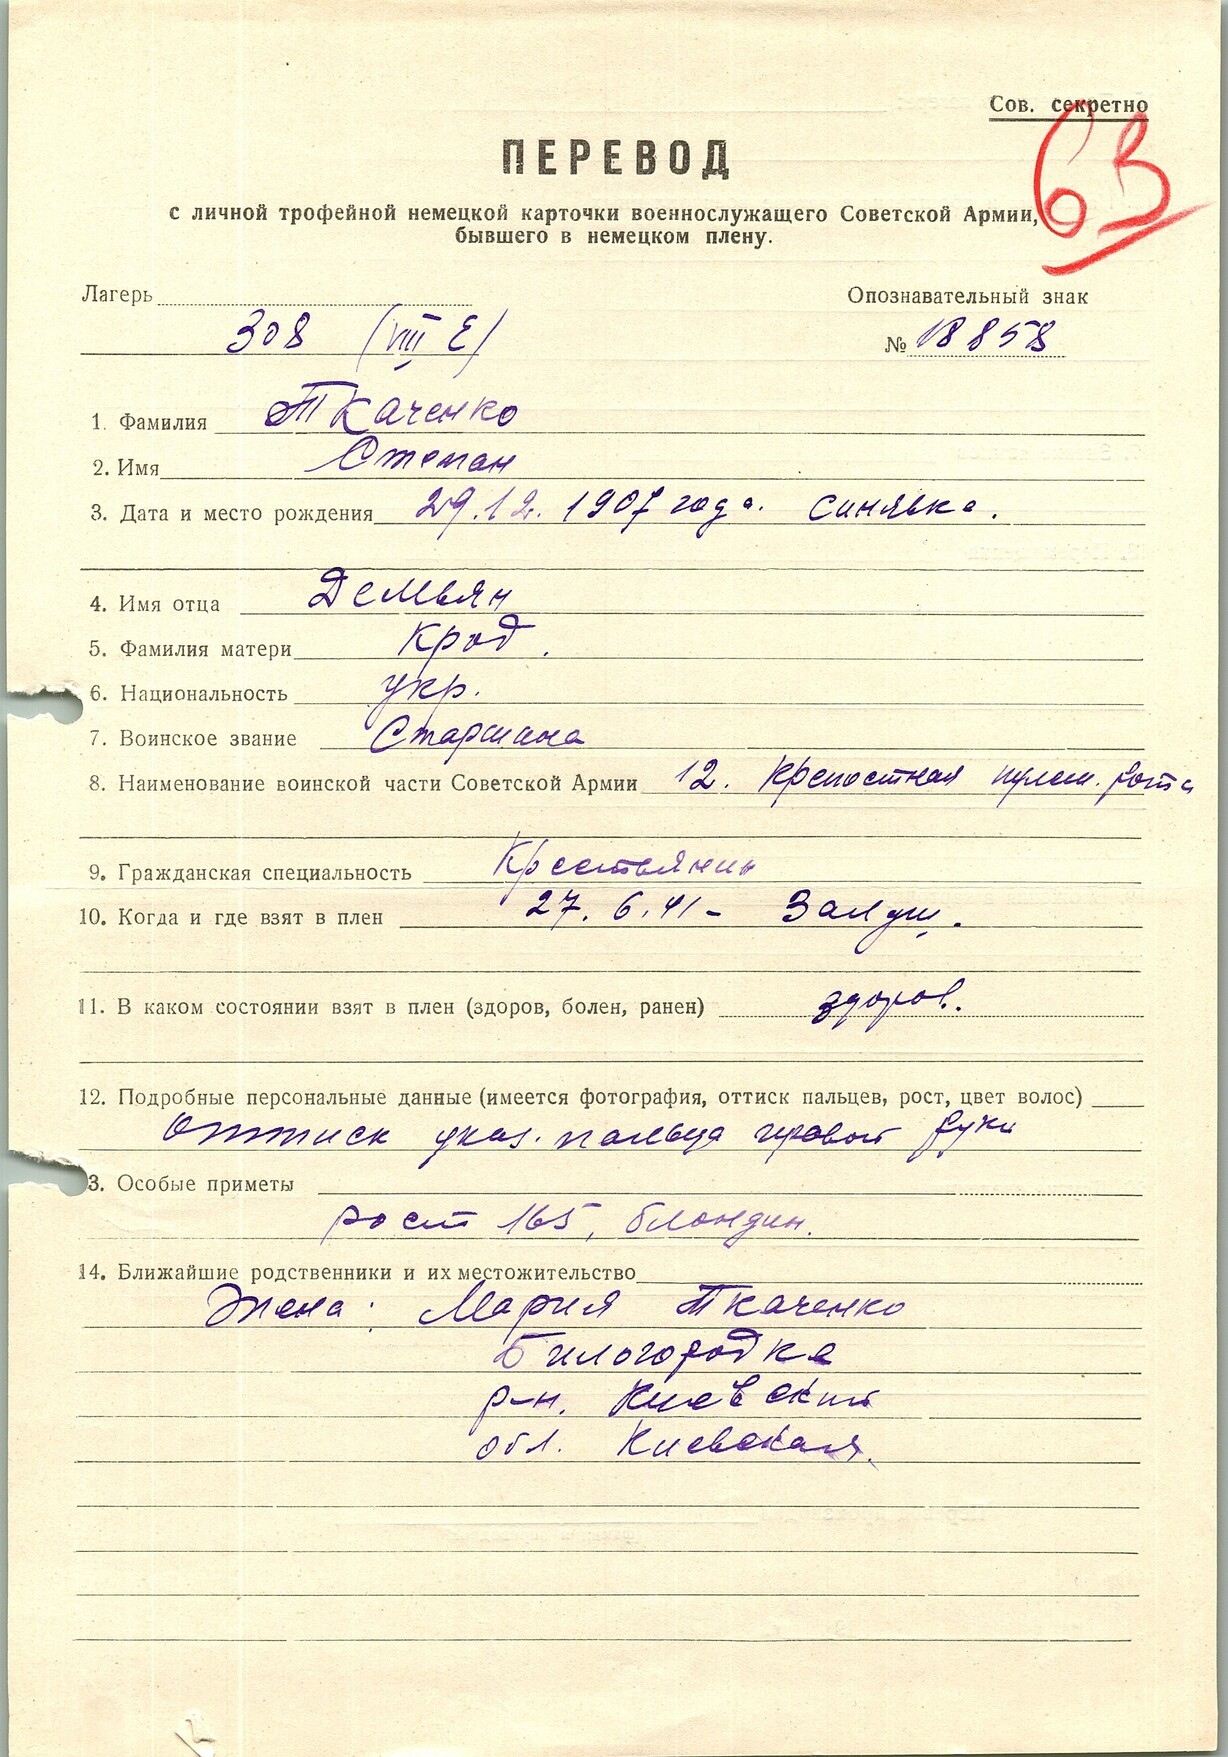 Сов. секретно
63
ПЕРЕВОД
с личной трофейной немецкой карточки военнослужащего Советской Армии,
бывшего в немецком плену.
Лагерь
Опознавательный знак
308 (VIII E)
№ 18858
1. Фамилия Ткаченко
2. Имя Степан
3. Дата и место рождения 29.12.1907 года. Синявка.
4. Имя отца Демьян
5. Фамилия матери Крод.
6. Национальность укр.
7. Воинское звание Старшина
8. Наименование воинской части Советской Армии 12. крепостная пулем. рота
9. Гражданская специальность Крестьянин
10. Когда и где взят в плен 27.6.41 –
11. В каком состоянии взят в плен (здоров, болен, ранен) здоров.
12. Подробные персональные данные (имеется фотография, оттиск пальцев, рост, цвет волос)
Оттиск указ. пальца правой руки
3. Особые приметы
рост 165, блондин.
14. Ближайшие родственники и их местожительство
Жена: Мария Ткаченко
Билогородка
р-н. Киевский
обл. Киевская.